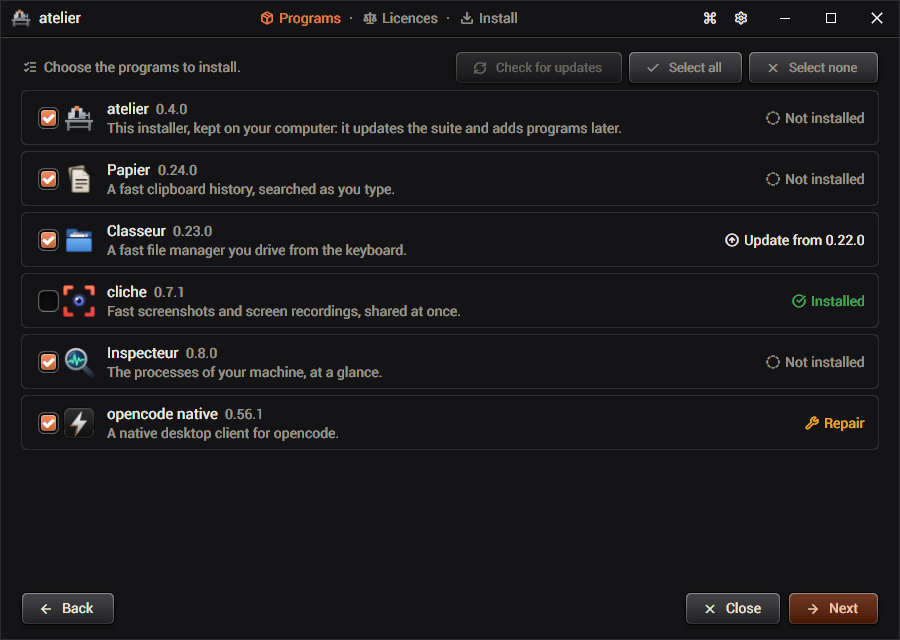 atelier
Programs · Licences · Install
Choose the programs to install.
Check for updates
Select all
Select none
atelier 0.4.0
This installer, kept on your computer: it updates the suite and adds programs later.
Not installed
Papier 0.24.0
A fast clipboard history, searched as you type.
Not installed
Classeur 0.23.0
A fast file manager you drive from the keyboard.
Update from 0.22.0
cliche 0.7.1
Fast screenshots and screen recordings, shared at once.
Installed
Inspecteur 0.8.0
The processes of your machine, at a glance.
Not installed
opencode native 0.56.1
A native desktop client for opencode.
Repair
Back
Close
Next